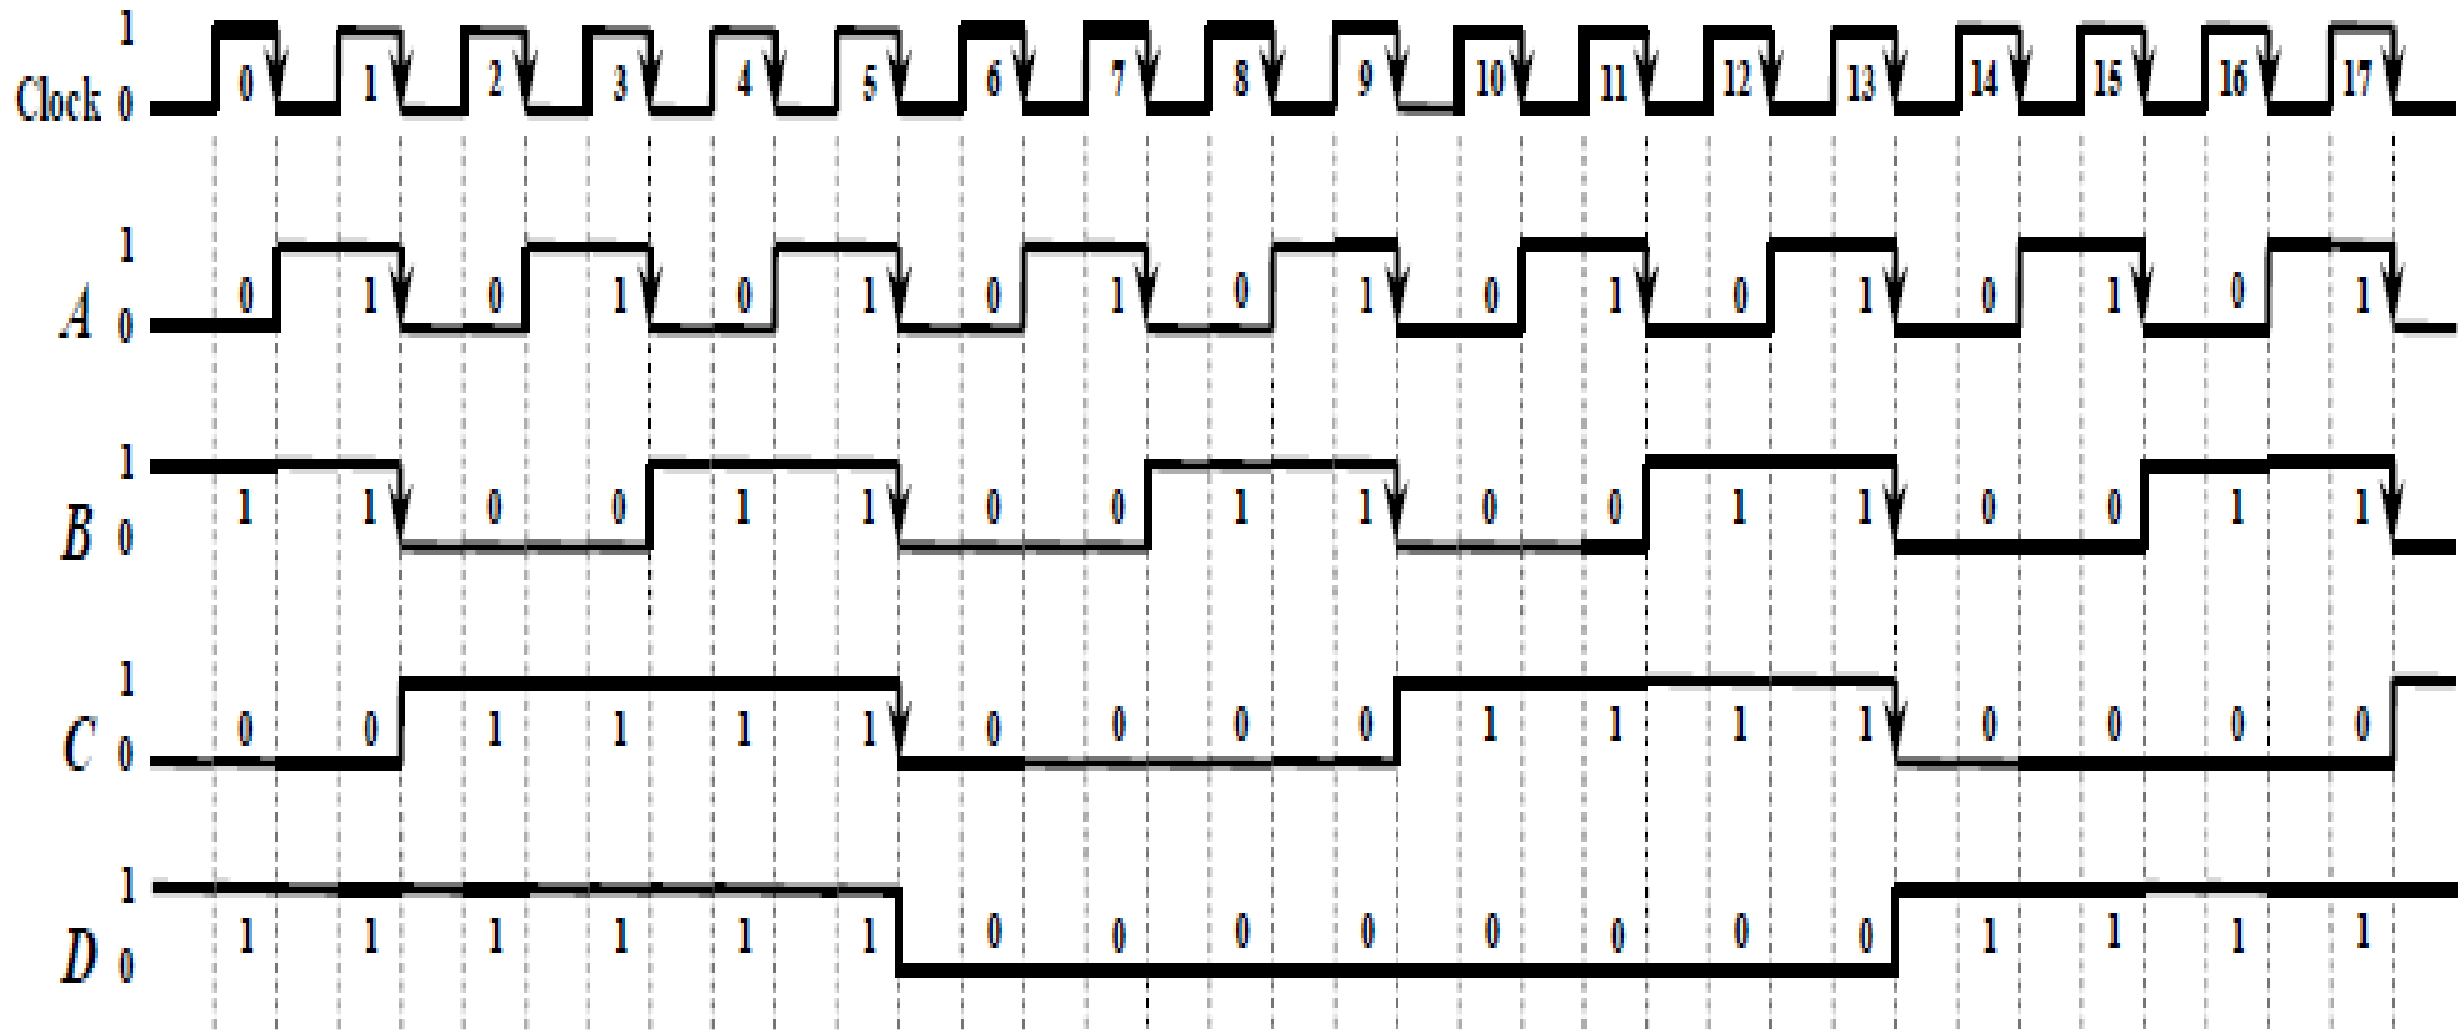 1
0 1 2 3 4 5 6 7 8 9 10 11 12 13 14 15 16 17
Clock 0
1
0 1 0 1 0 1 0 1 0 1 0 1 0 1 0 1 0 1
A 0
1
1 1 0 0 1 1 0 0 1 1 0 0 1 1 0 0 1 1
B 0
1
0 0 1 1 1 1 0 0 0 0 1 1 1 1 0 0 0 0
C 0
1
1 1 1 1 1 1 0 0 0 0 0 0 0 0 1 1 1 1
D 0